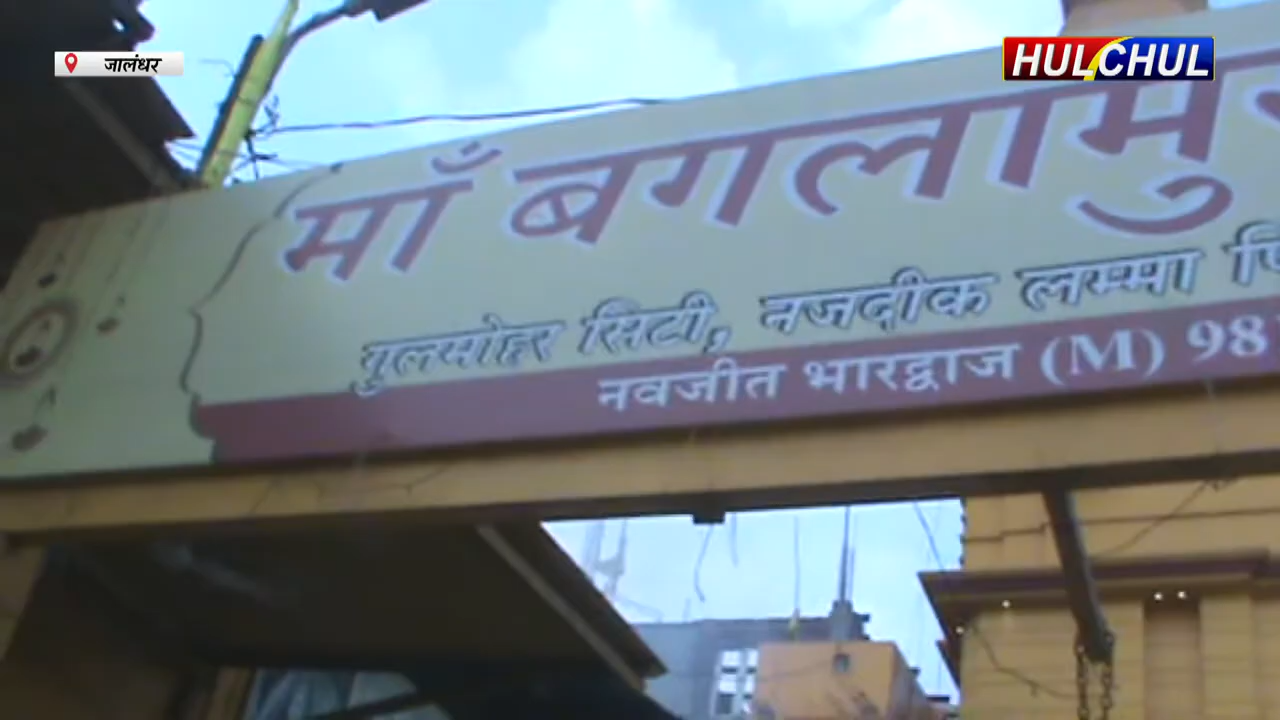 जालंधर
HULCHUL
माँ बगलामु
गुलमोहर सिटी, नजदीक लम्मा
नवजीत भारद्वाज (M) 98